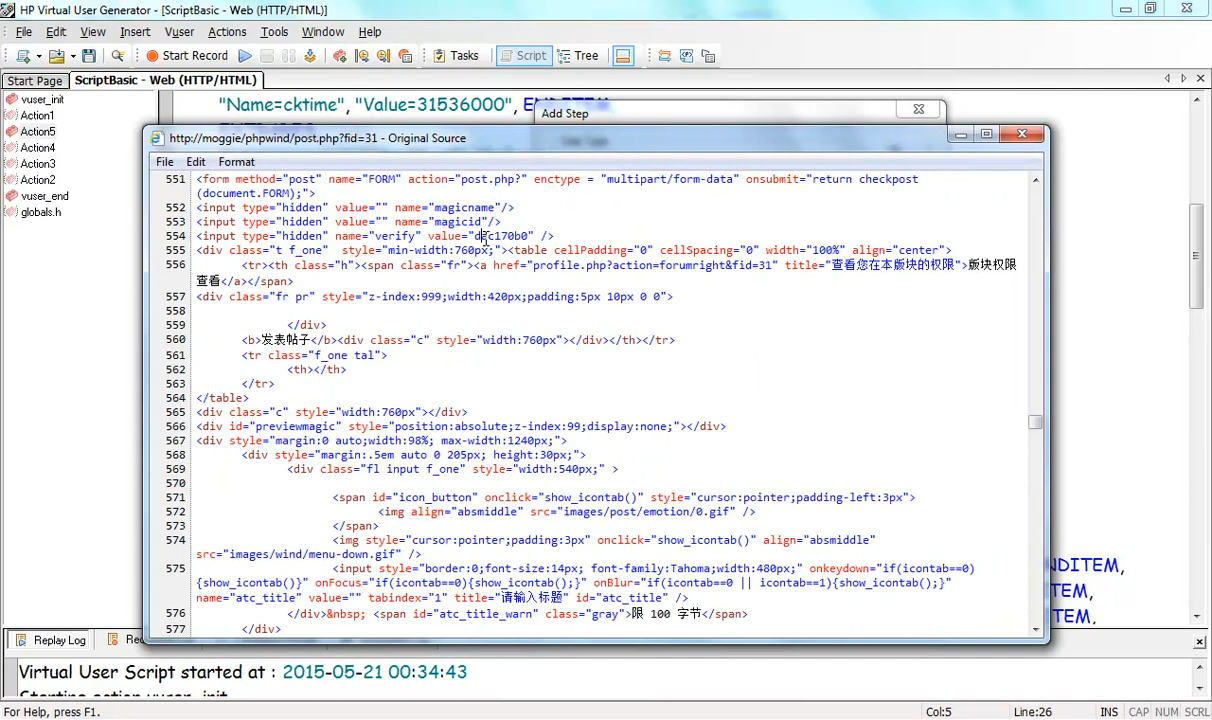 HP Virtual User Generator - [ScriptBasic - Web (HTTP/HTML)]
File Edit View Insert Vuser Actions Tools Window Help
Start Record Tasks Script Tree
Start Page ScriptBasic - Web (HTTP/HTML)
vuser_init
Action1
Action5
Action4
Action3
Action2
vuser_end
globals.h
"Name=cktime", "Value=31536000", ENDITEM,
Add Step
http://moggie/phpwind/post.php?fid=31 - Original Source
File Edit Format
551 <form method="post" name="FORM" action="post.php?" enctype = "multipart/form-data" onsubmit="return checkpost
(document.FORM);">
552 <input type="hidden" value="" name="magicname"/>
553 <input type="hidden" value="" name="magicid"/>
554 <input type="hidden" name="verify" value="dcc170b0" />
555 <div class="t f_one" style="min-width:760px;"><table cellPadding="0" cellSpacing="0" width="100%" align="center">
556 <tr><th class="h"><span class="fr"><a href="profile.php?action=forumright&fid=31" title="查看您在本版块的权限">版块权限
查看</a></span>
557 <div class="fr pr" style="z-index:999;width:420px;padding:5px 10px 0 0">
558
559 </div>
560 <b>发表帖子</b><div class="c" style="width:760px"></div></th></tr>
561 <tr class="f_one tal">
562 <th></th>
563 </tr>
564 </table>
565 <div class="c" style="width:760px"></div>
566 <div id="previewmagic" style="position:absolute;z-index:99;display:none;"></div>
567 <div style="margin:0 auto;width:98%; max-width:1240px;">
568 <div style="margin:.5em auto 0 205px; height:30px;">
569 <div class="fl input f_one" style="width:540px;" >
570
571 <span id="icon_button" onclick="show_icontab()" style="cursor:pointer;padding-left:3px">
572 <img align="absmiddle" src="images/post/emotion/0.gif" />
573 </span>
574 <img style="cursor:pointer;padding:3px" onclick="show_icontab()" align="absmiddle"
src="images/wind/menu-down.gif" />
575 <input style="border:0;font-size:14px; font-family:Tahoma;width:480px;" onkeydown="if(icontab==0)
{show_icontab()}" onFocus="if(icontab==0){show_icontab();}" onBlur="if(icontab==0 || icontab==1){show_icontab();}"
name="atc_title" value="" tabindex="1" title="请输入标题" id="atc_title" />
576 </div>&nbsp; <span id="atc_title_warn" class="gray">限 100 字节</span>
577 </div>
NDITEM,
TEM,
TEM,
Replay Log Rec
Virtual User Script started at : 2015-05-21 00:34:43
Starting action vuser_init.
For Help, press F1. Col:5 Line:26 INS CAP NUM SCRL